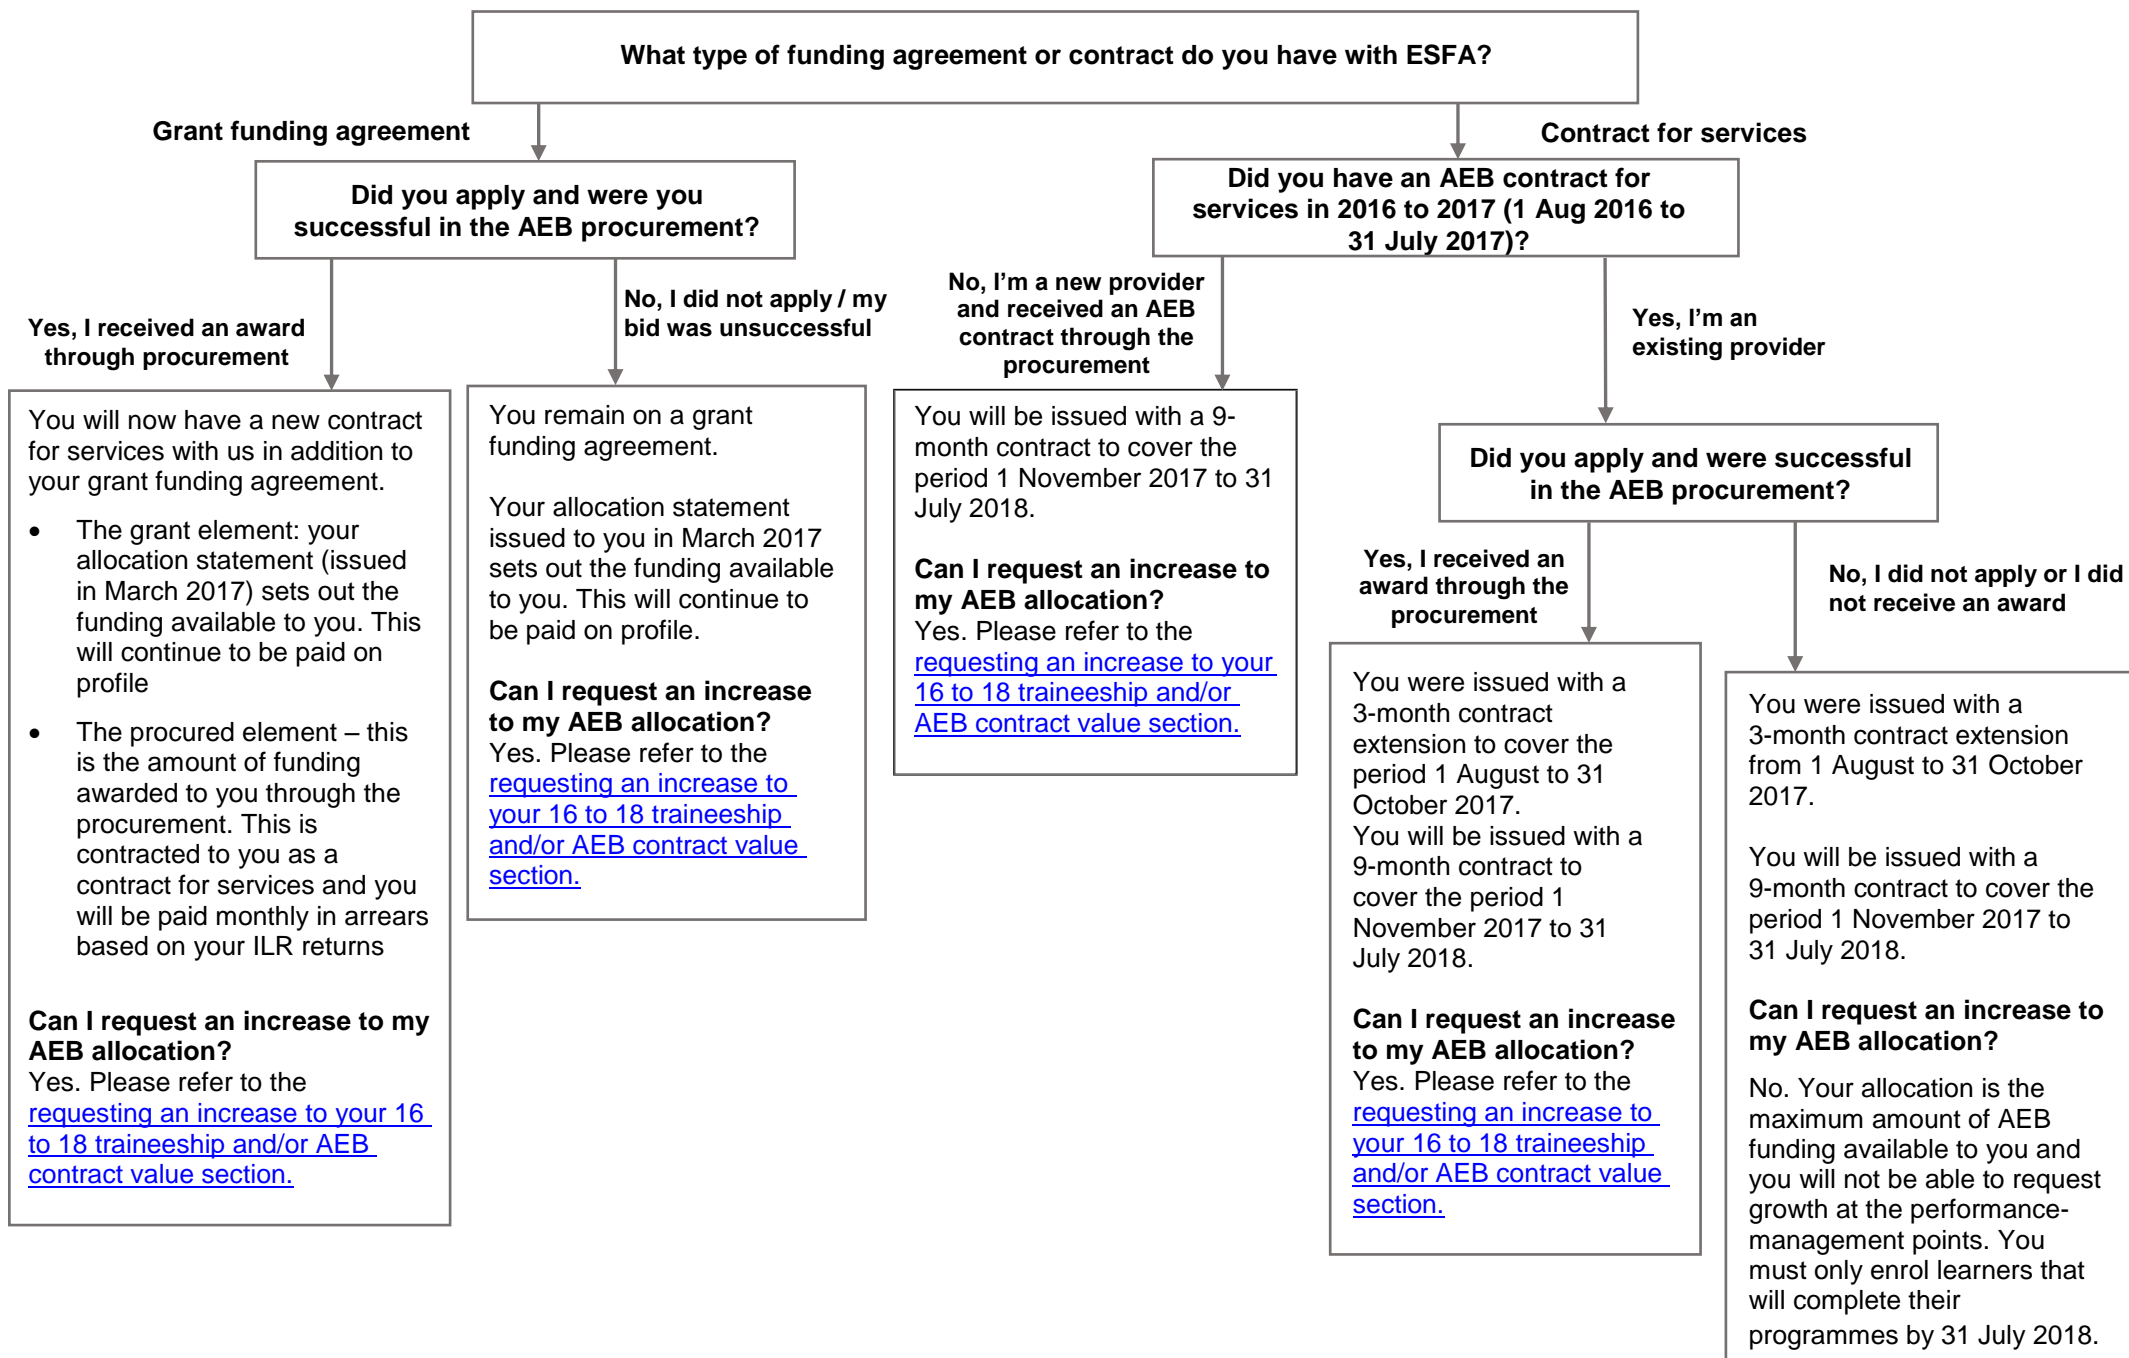 What type of funding agreement or contract do you have with ESFA?
Grant funding agreement
Contract for services
Did you apply and were you
successful in the AEB procurement?
Did you have an AEB contract for
services in 2016 to 2017 (1 Aug 2016 to
31 July 2017)?
Yes, I received an award
through procurement
No, I did not apply / my
bid was unsuccessful
No, I’m a new provider
and received an AEB
contract through the
procurement
Yes, I’m an
existing provider
You will now have a new contract
for services with us in addition to
your grant funding agreement.
• The grant element: your
allocation statement (issued
in March 2017) sets out the
funding available to you. This
will continue to be paid on
profile
• The procured element – this
is the amount of funding
awarded to you through the
procurement. This is
contracted to you as a
contract for services and you
will be paid monthly in arrears
based on your ILR returns
Can I request an increase to my
AEB allocation?
Yes. Please refer to the
requesting an increase to your 16
to 18 traineeship and/or AEB
contract value section.
You remain on a grant
funding agreement.
Your allocation statement
issued to you in March 2017
sets out the funding available
to you. This will continue to
be paid on profile.
Can I request an increase
to my AEB allocation?
Yes. Please refer to the
requesting an increase to
your 16 to 18 traineeship
and/or AEB contract value
section.
You will be issued with a 9-
month contract to cover the
period 1 November 2017 to 31
July 2018.
Can I request an increase to
my AEB allocation?
Yes. Please refer to the
requesting an increase to your
16 to 18 traineeship and/or
AEB contract value section.
Did you apply and were successful
in the AEB procurement?
Yes, I received an
award through the
procurement
No, I did not apply or I did
not receive an award
You were issued with a
3-month contract
extension to cover the
period 1 August to 31
October 2017.
You will be issued with a
9-month contract to
cover the period 1
November 2017 to 31
July 2018.
Can I request an increase
to my AEB allocation?
Yes. Please refer to the
requesting an increase to
your 16 to 18 traineeship
and/or AEB contract value
section.
You were issued with a
3-month contract extension
from 1 August to 31 October
2017.
You will be issued with a
9-month contract to cover the
period 1 November 2017 to
31 July 2018.
Can I request an increase to
my AEB allocation?
No. Your allocation is the
maximum amount of AEB
funding available to you and
you will not be able to request
growth at the performance-
management points. You
must only enrol learners that
will complete their
programmes by 31 July 2018.